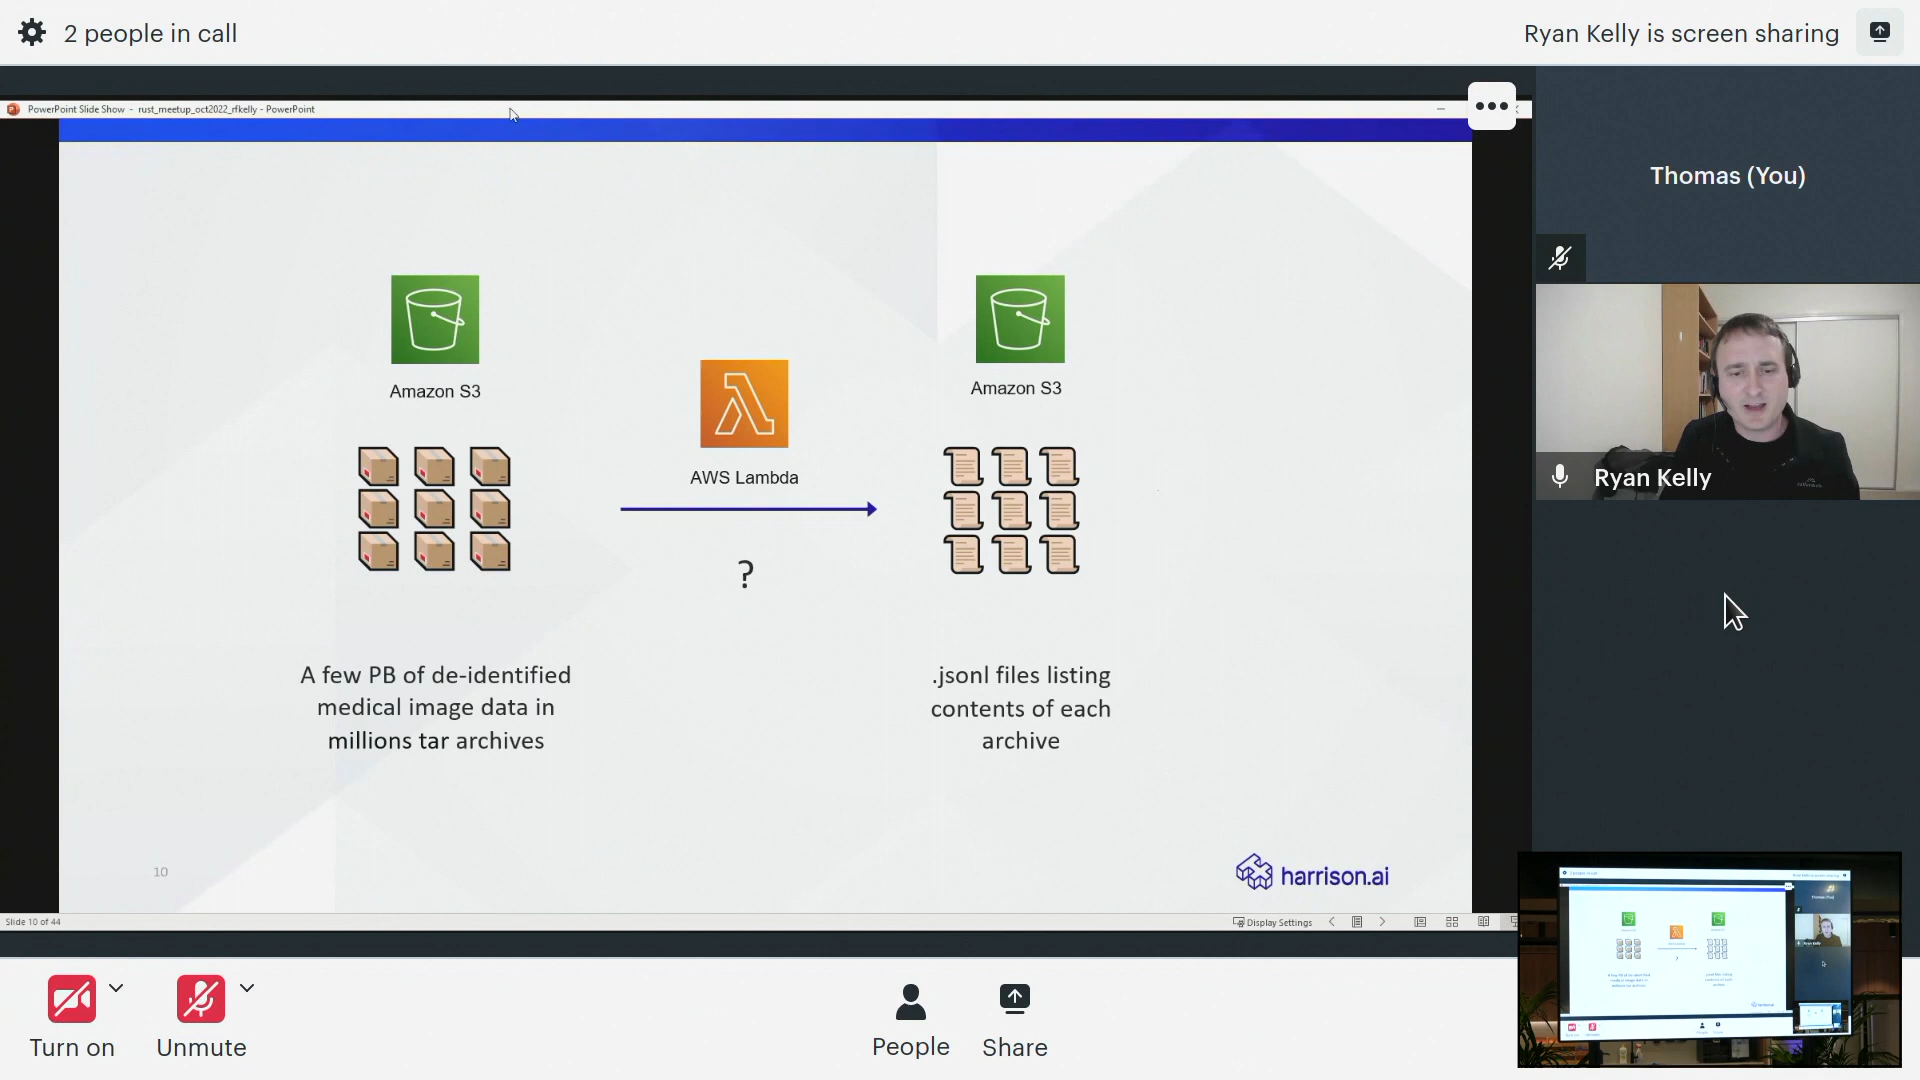 2 people in call
Ryan Kelly is screen sharing
PowerPoint Slide Show - rust_meetup_oct2022_rfkelly - PowerPoint
Thomas (You)
Amazon S3
Amazon S3
AWS Lambda
?
Ryan Kelly
A few PB of de-identified
medical image data in
millions tar archives
.jsonl files listing
contents of each
archive
10
harrison.ai
Slide 10 of 44
Display Settings
Turn on
Unmute
People
Share